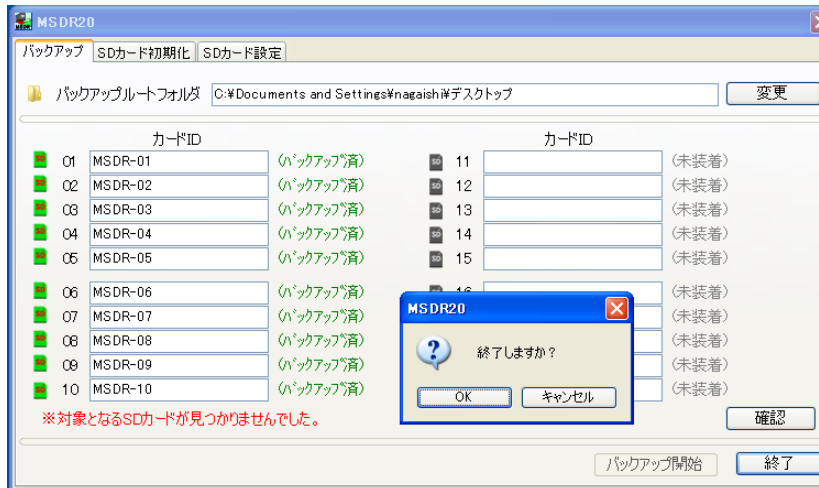 MSDR20
バックアップ SDカード初期化 SDカード設定
バックアップルートフォルダ C:¥Documents and Settings¥nagaishi¥デスクトップ 変更
カードID カードID
01 MSDR-01 (バックアップ済) 11 (未装着)
02 MSDR-02 (バックアップ済) 12 (未装着)
03 MSDR-03 (バックアップ済) 13 (未装着)
04 MSDR-04 (バックアップ済) 14 (未装着)
05 MSDR-05 (バックアップ済) 15 (未装着)
06 MSDR-06 (バックアップ済) (未装着)
07 MSDR-07 (バックアップ済) (未装着)
08 MSDR-08 (バックアップ済) (未装着)
09 MSDR-09 (バックアップ済) (未装着)
10 MSDR-10 (バックアップ済) (未装着)
MSDR20
終了しますか?
OK キャンセル
※対象となるSDカードが見つかりませんでした。 確認
バックアップ開始 終了